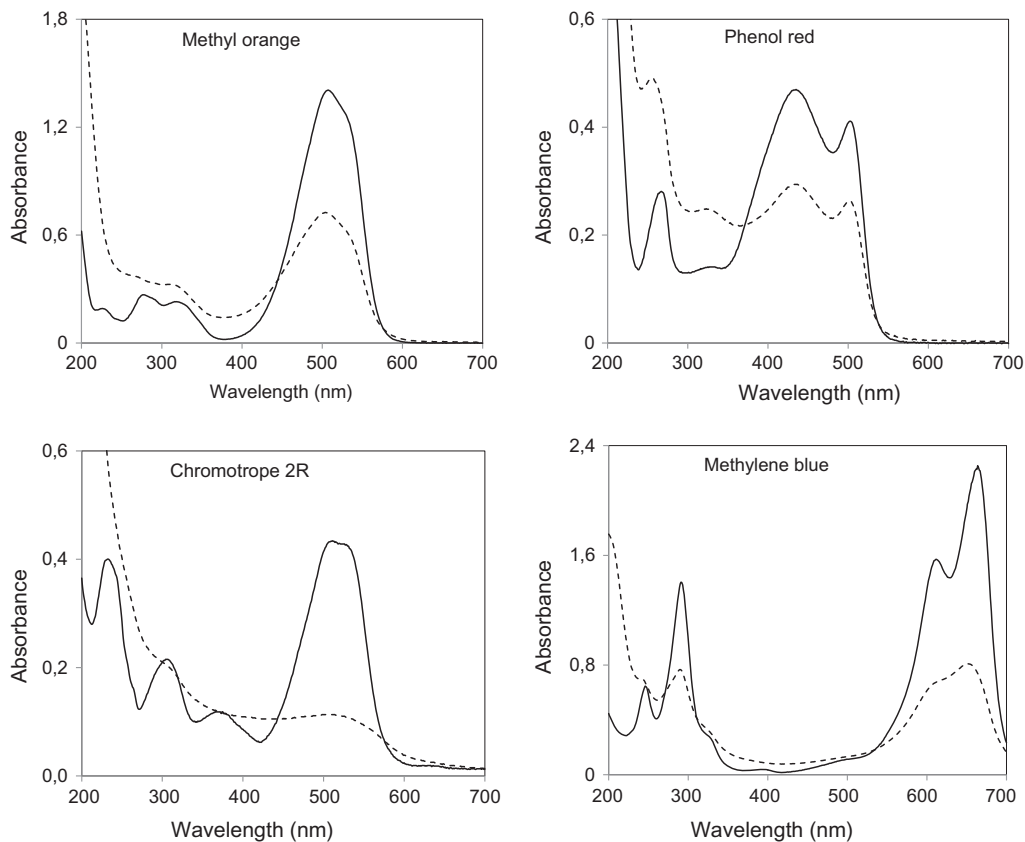 Methyl orange
1,8
1,2
0,6
0
Absorbance
200 300 400 500 600 700
Wavelength (nm)
Phenol red
0,6
0,4
0,2
0
Absorbance
200 300 400 500 600 700
Wavelength (nm)
Chromotrope 2R
0,6
0,4
0,2
0,0
Absorbance
200 300 400 500 600 700
Wavelength (nm)
Methylene blue
2,4
1,6
0,8
0
Absorbance
200 300 400 500 600 700
Wavelength (nm)